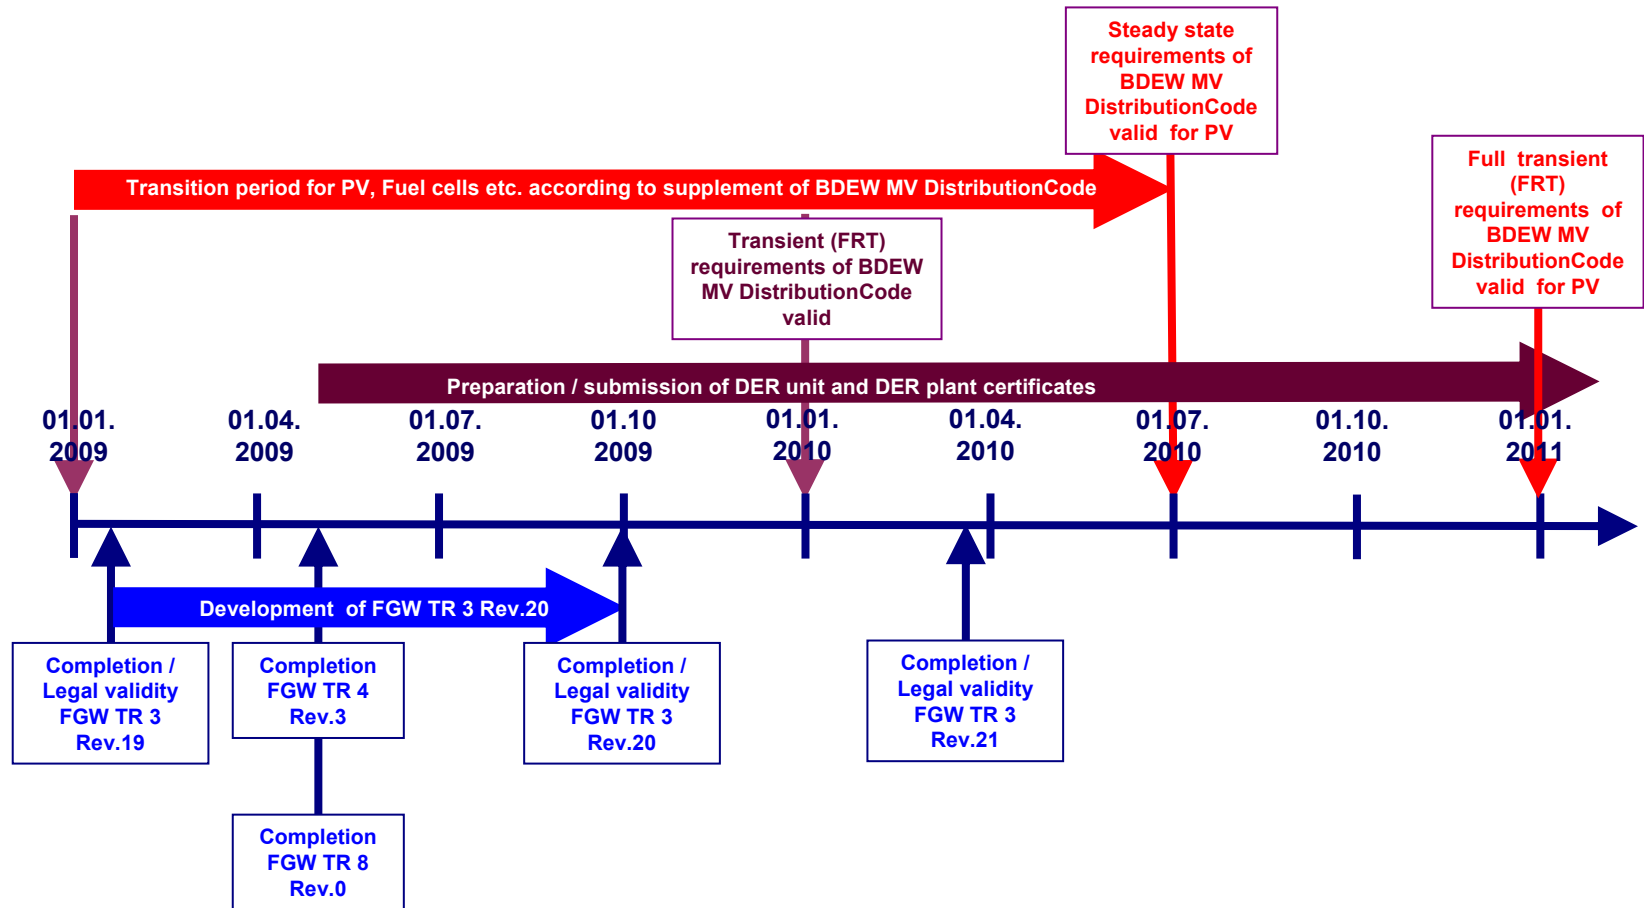 Steady state
requirements of
BDEW MV
DistributionCode
valid for PV
Full transient
(FRT)
requirements of
BDEW MV
DistributionCode
valid for PV
Transition period for PV, Fuel cells etc. according to supplement of BDEW MV DistributionCode
Transient (FRT)
requirements of BDEW
MV DistributionCode
valid
Preparation / submission of DER unit and DER plant certificates
01.01.
2009
01.04.
2009
01.07.
2009
01.10
2009
01.01.
2010
01.04.
2010
01.07.
2010
01.10.
2010
01.01.
2011
Development of FGW TR 3 Rev.20
Completion /
Legal validity
FGW TR 3
Rev.19
Completion
FGW TR 4
Rev.3
Completion /
Legal validity
FGW TR 3
Rev.20
Completion /
Legal validity
FGW TR 3
Rev.21
Completion
FGW TR 8
Rev.0